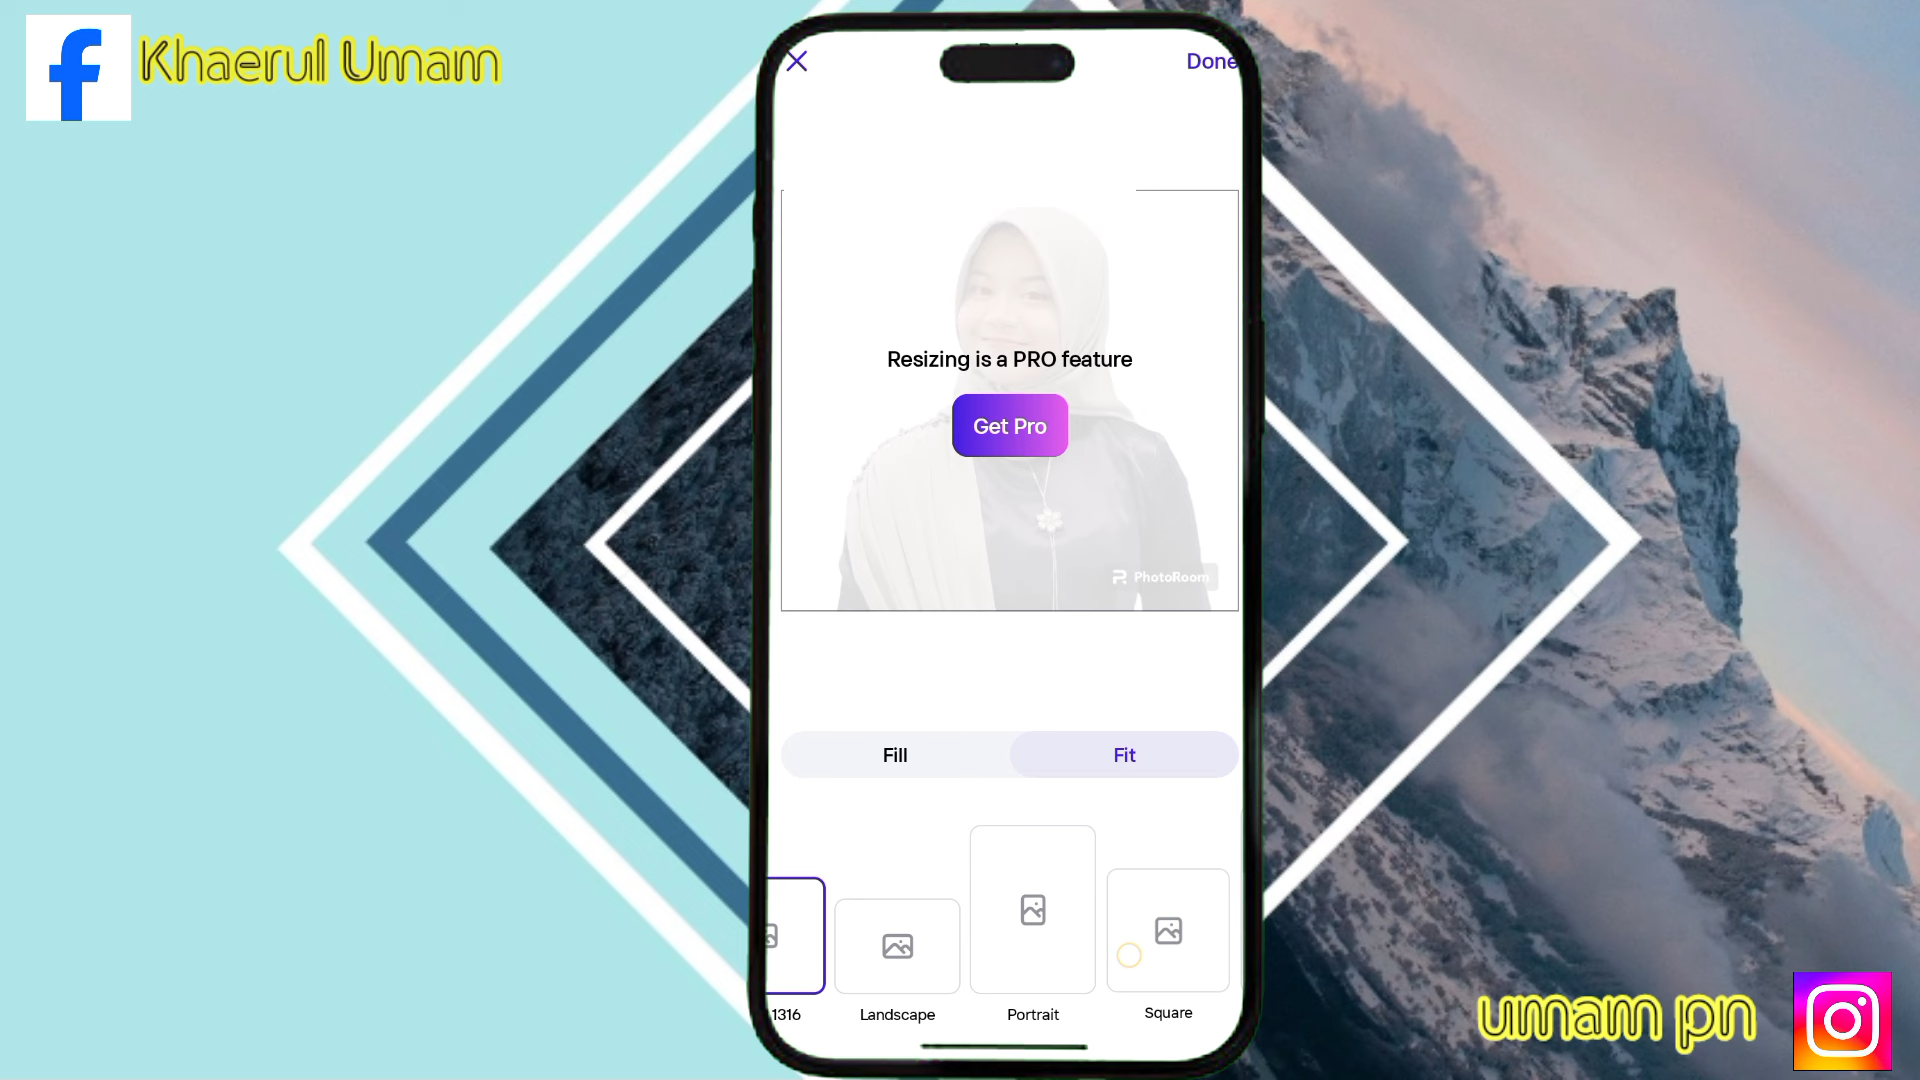 Khaerul Umam
Done
Resizing is a PRO feature
Get Pro
PhotoRoom
Fill
Fit
1316
Landscape
Portrait
Square
umam pn